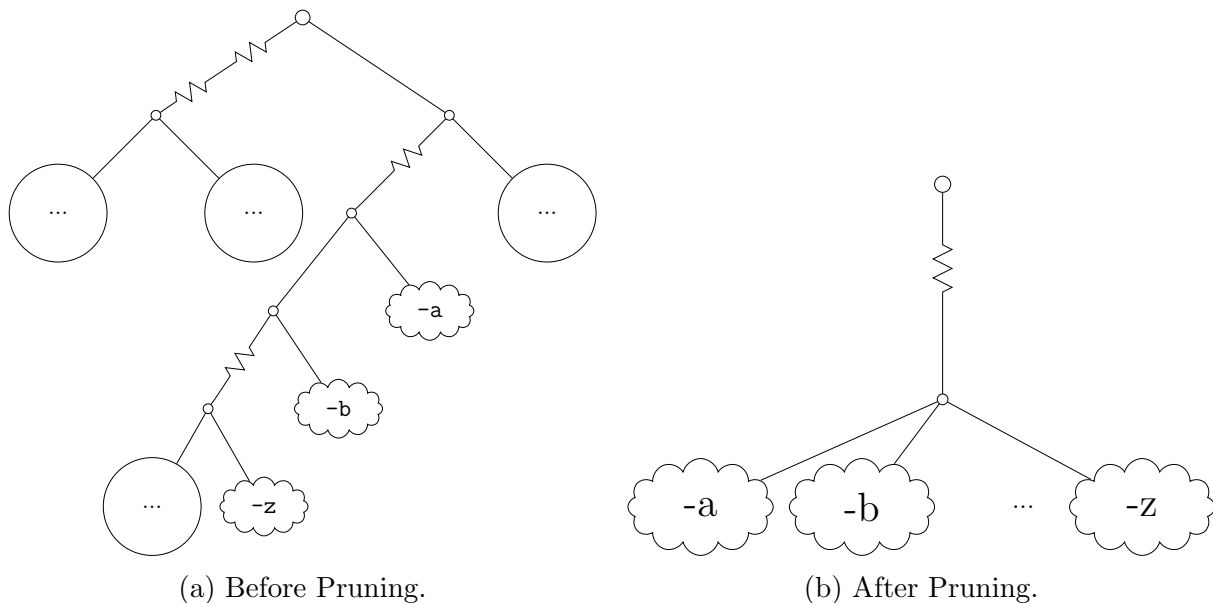 ...
...
...
-a
-b
...
-z
-a
-b
...
-z
(a) Before Pruning.
(b) After Pruning.